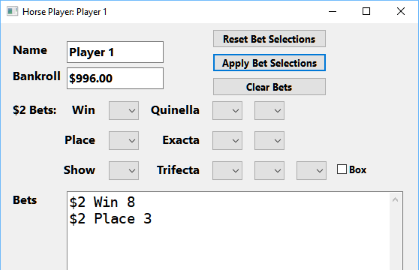 Horse Player: Player 1
Name Player 1 Reset Bet Selections
Bankroll $996.00 Apply Bet Selections
Clear Bets
$2 Bets: Win Quinella
Place Exacta
Show Trifecta Box
Bets $2 Win 8
$2 Place 3